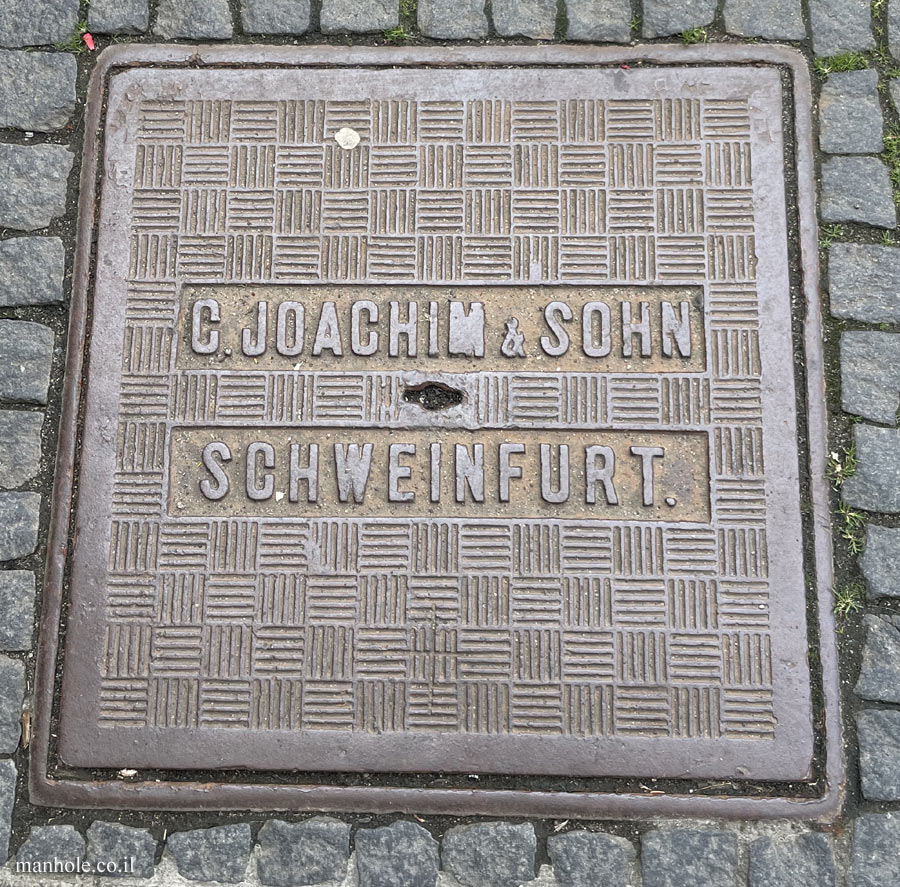 C. JOACHIM & SOHN
SCHWEINFURT.
manhole.co.il